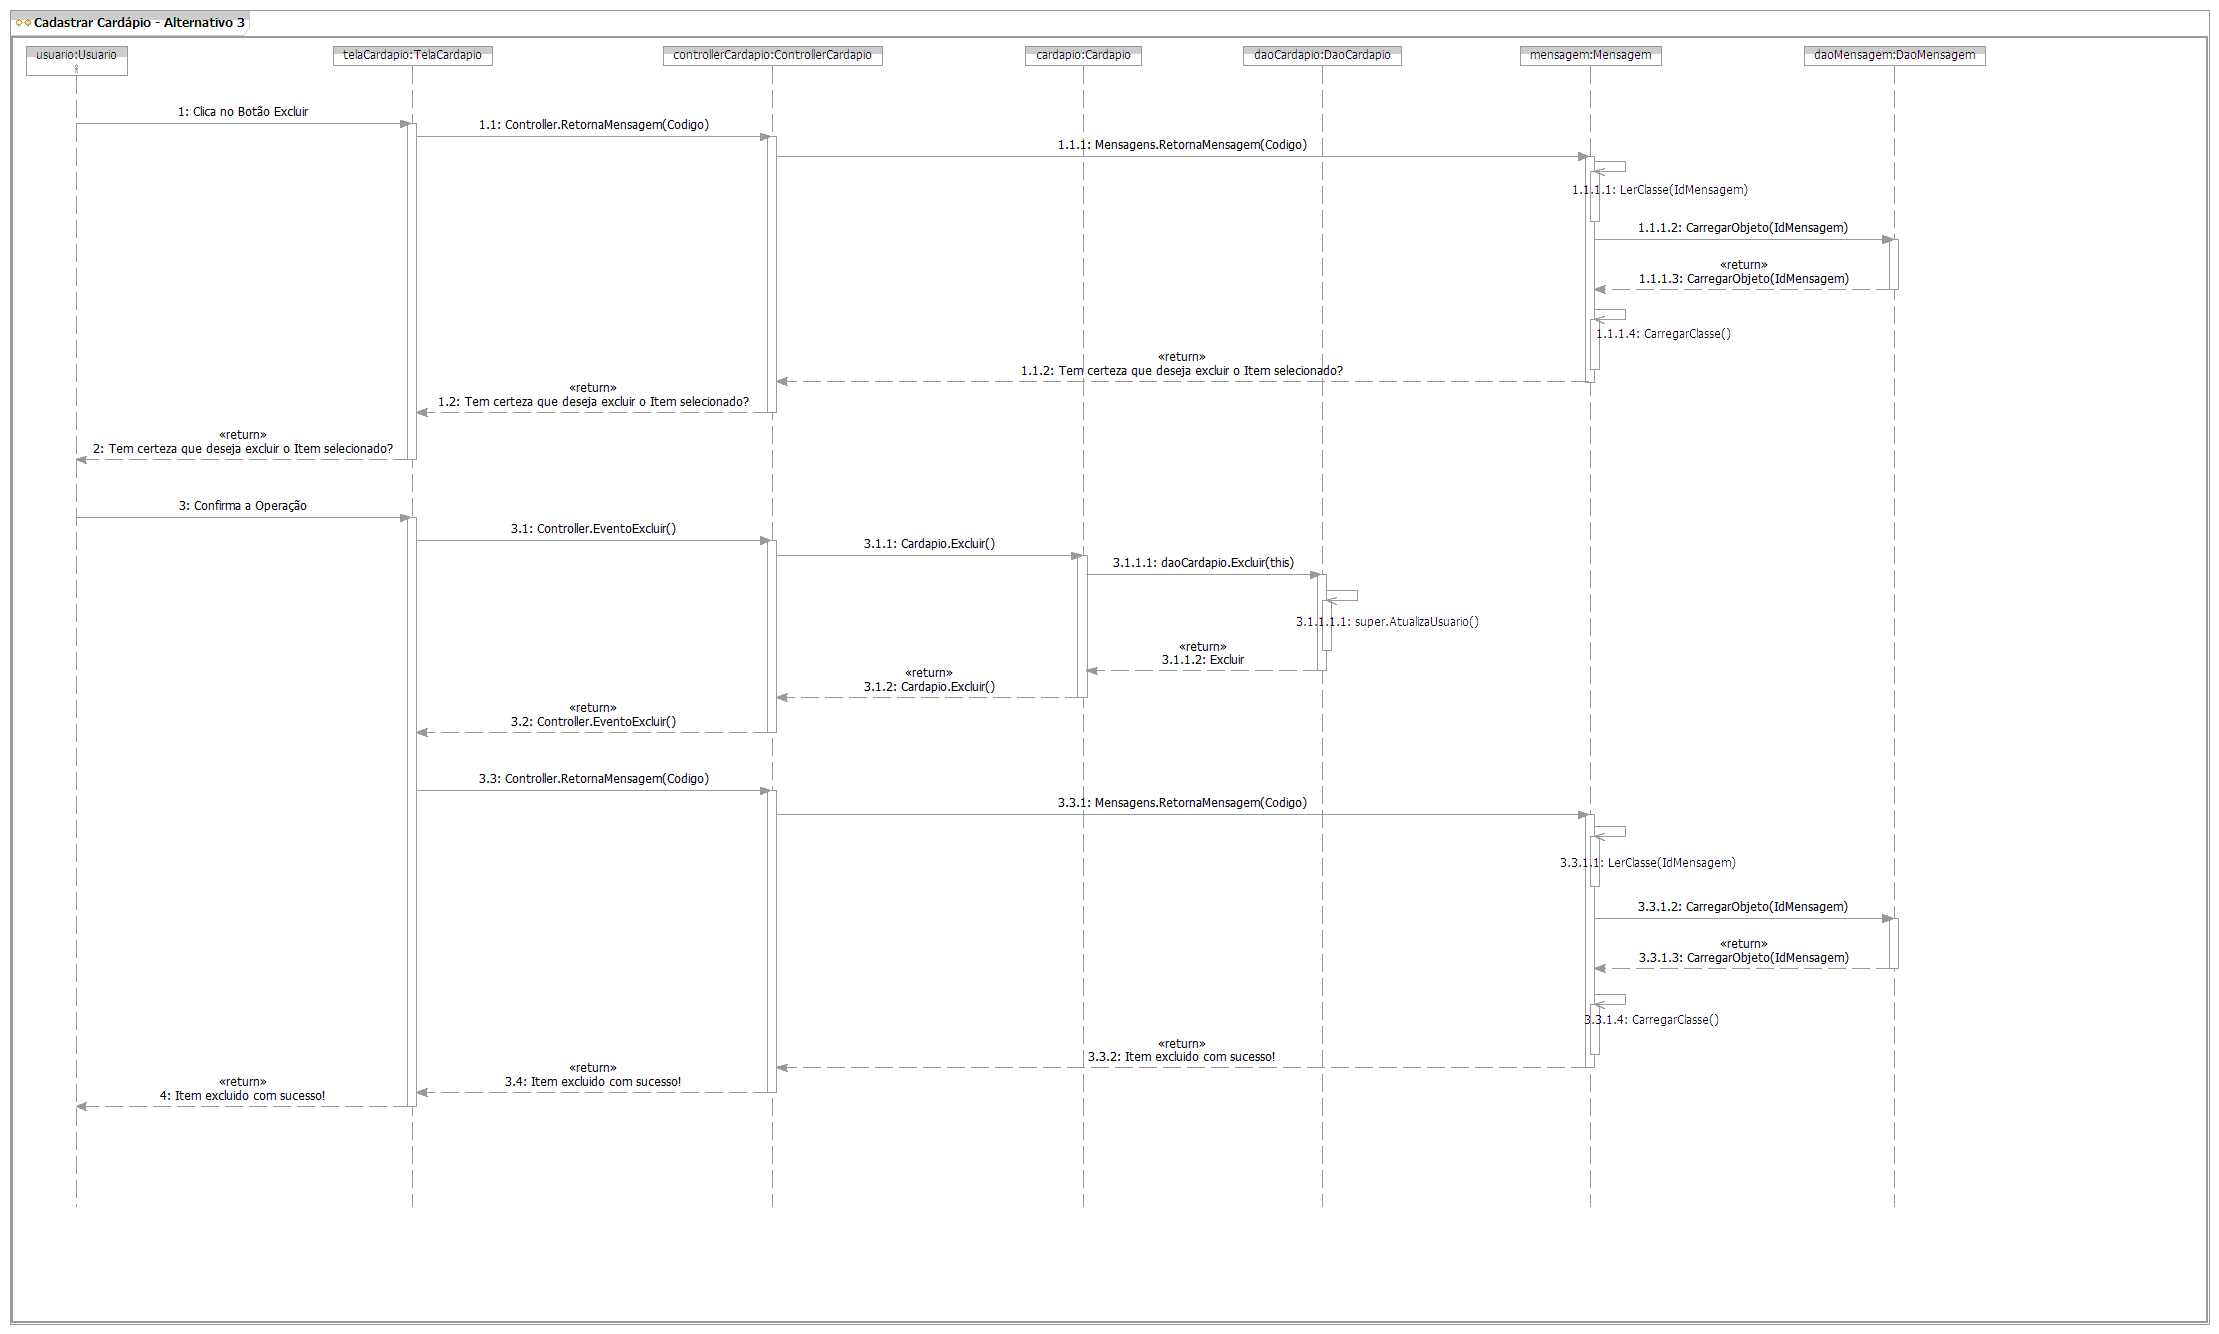 Cadastrar Cardápio - Alternativo 3
usuario:Usuario
telaCardapio:TelaCardapio
controllerCardapio:ControllerCardapio
cardapio:Cardapio
daoCardapio:DaoCardapio
mensagem:Mensagem
daoMensagem:DaoMensagem
1: Clica no Botão Excluir
1.1: Controller.RetornaMensagem(Codigo)
1.1.1: Mensagens.RetornaMensagem(Codigo)
1.1.1.1: LerClasse(IdMensagem)
1.1.1.2: CarregarObjeto(IdMensagem)
«return»
1.1.1.3: CarregarObjeto(IdMensagem)
1.1.1.4: CarregarClasse()
«return»
1.1.2: Tem certeza que deseja excluir o Item selecionado?
«return»
1.2: Tem certeza que deseja excluir o Item selecionado?
«return»
2: Tem certeza que deseja excluir o Item selecionado?
3: Confirma a Operação
3.1: Controller.EventoExcluir()
3.1.1: Cardapio.Excluir()
3.1.1.1: daoCardapio.Excluir(this)
3.1.1.1.1: super.AtualizaUsuario()
«return»
3.1.1.2: Excluir
«return»
3.1.2: Cardapio.Excluir()
«return»
3.2: Controller.EventoExcluir()
3.3: Controller.RetornaMensagem(Codigo)
3.3.1: Mensagens.RetornaMensagem(Codigo)
3.3.1.1: LerClasse(IdMensagem)
3.3.1.2: CarregarObjeto(IdMensagem)
«return»
3.3.1.3: CarregarObjeto(IdMensagem)
3.3.1.4: CarregarClasse()
«return»
3.3.2: Item excluido com sucesso!
«return»
3.4: Item excluido com sucesso!
«return»
4: Item excluido com sucesso!